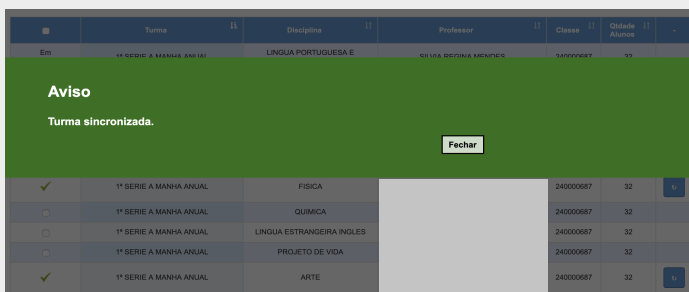 Turma Disciplina Professor Classe Qtdade Alunos -
Em 1ª SERIE A MANHA ANUAL LINGUA PORTUGUESA E SILVIA REGINA MENDES 240000687 32
Aviso
Turma sincronizada.
Fechar
1ª SERIE A MANHA ANUAL FISICA 240000687 32
1ª SERIE A MANHA ANUAL QUIMICA 240000687 32
1ª SERIE A MANHA ANUAL LINGUA ESTRANGEIRA INGLES 240000687 32
1ª SERIE A MANHA ANUAL PROJETO DE VIDA 240000687 32
1ª SERIE A MANHA ANUAL ARTE 240000687 32